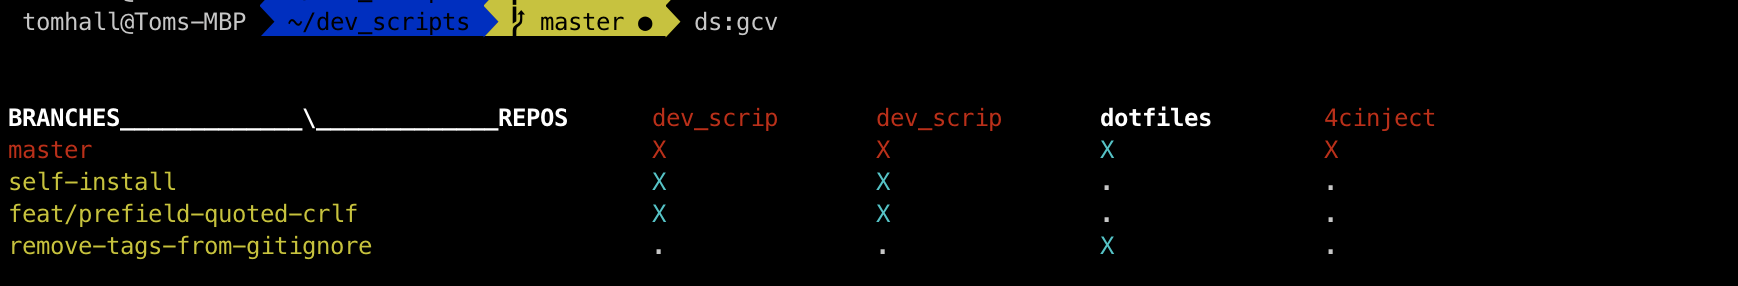 tomhall@Toms-MBP ~/dev_scripts master ● ds:gcv
BRANCHES_____________\_____________REPOS dev_scrip dev_scrip dotfiles 4cinject
master X X X X
self-install X X . .
feat/prefield-quoted-crlf X X . .
remove-tags-from-gitignore . . X .